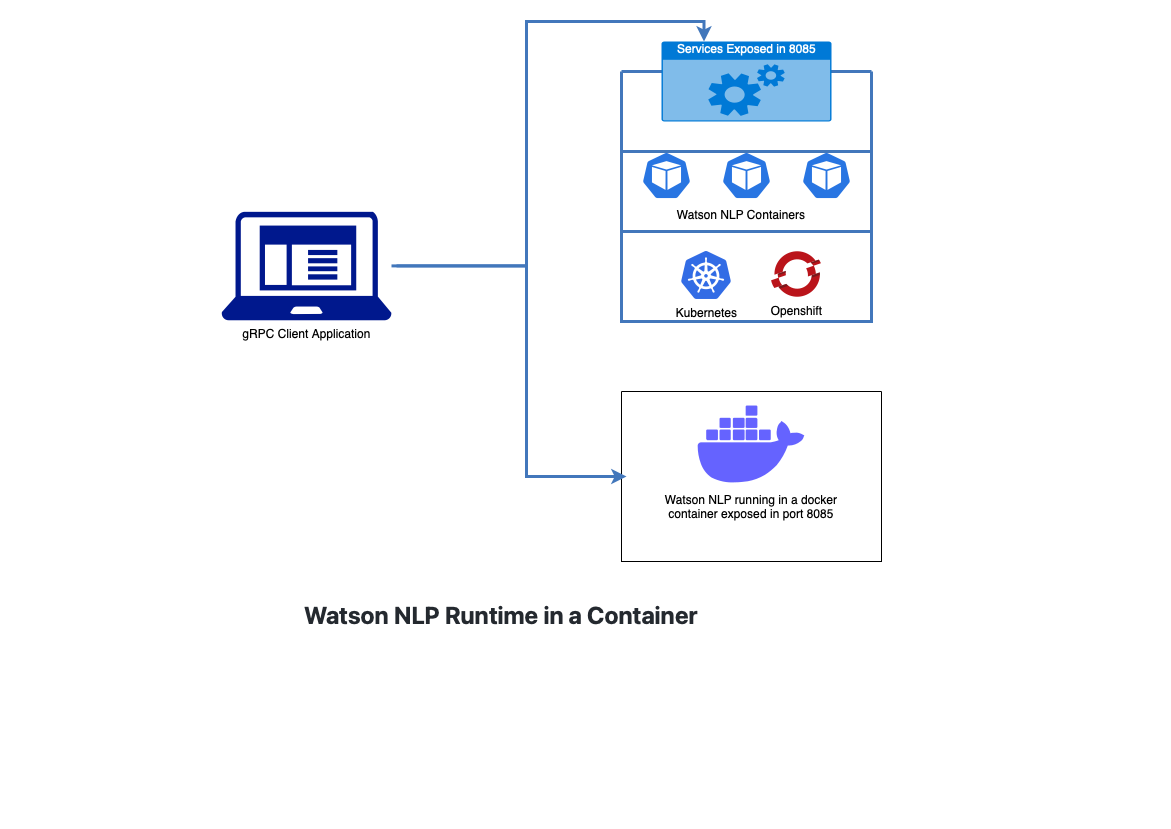 Services Exposed in 8085
Watson NLP Containers
Kubernetes
Openshift
gRPC Client Application
Watson NLP running in a docker
container exposed in port 8085
Watson NLP Runtime in a Container